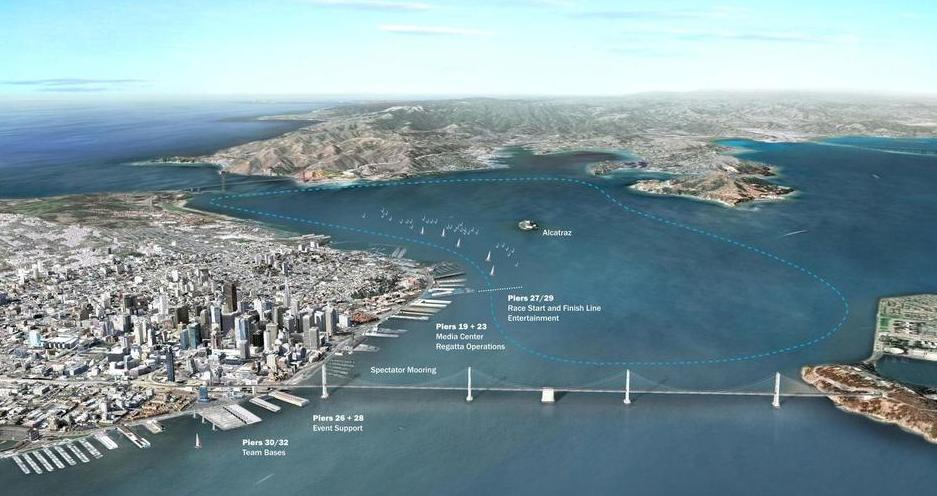 Alcatraz
Piers 27/29
Race Start and Finish Line
Entertainment
Piers 19 + 23
Media Center
Regatta Operations
Spectator Mooring
Piers 26 + 28
Event Support
Piers 30/32
Team Bases